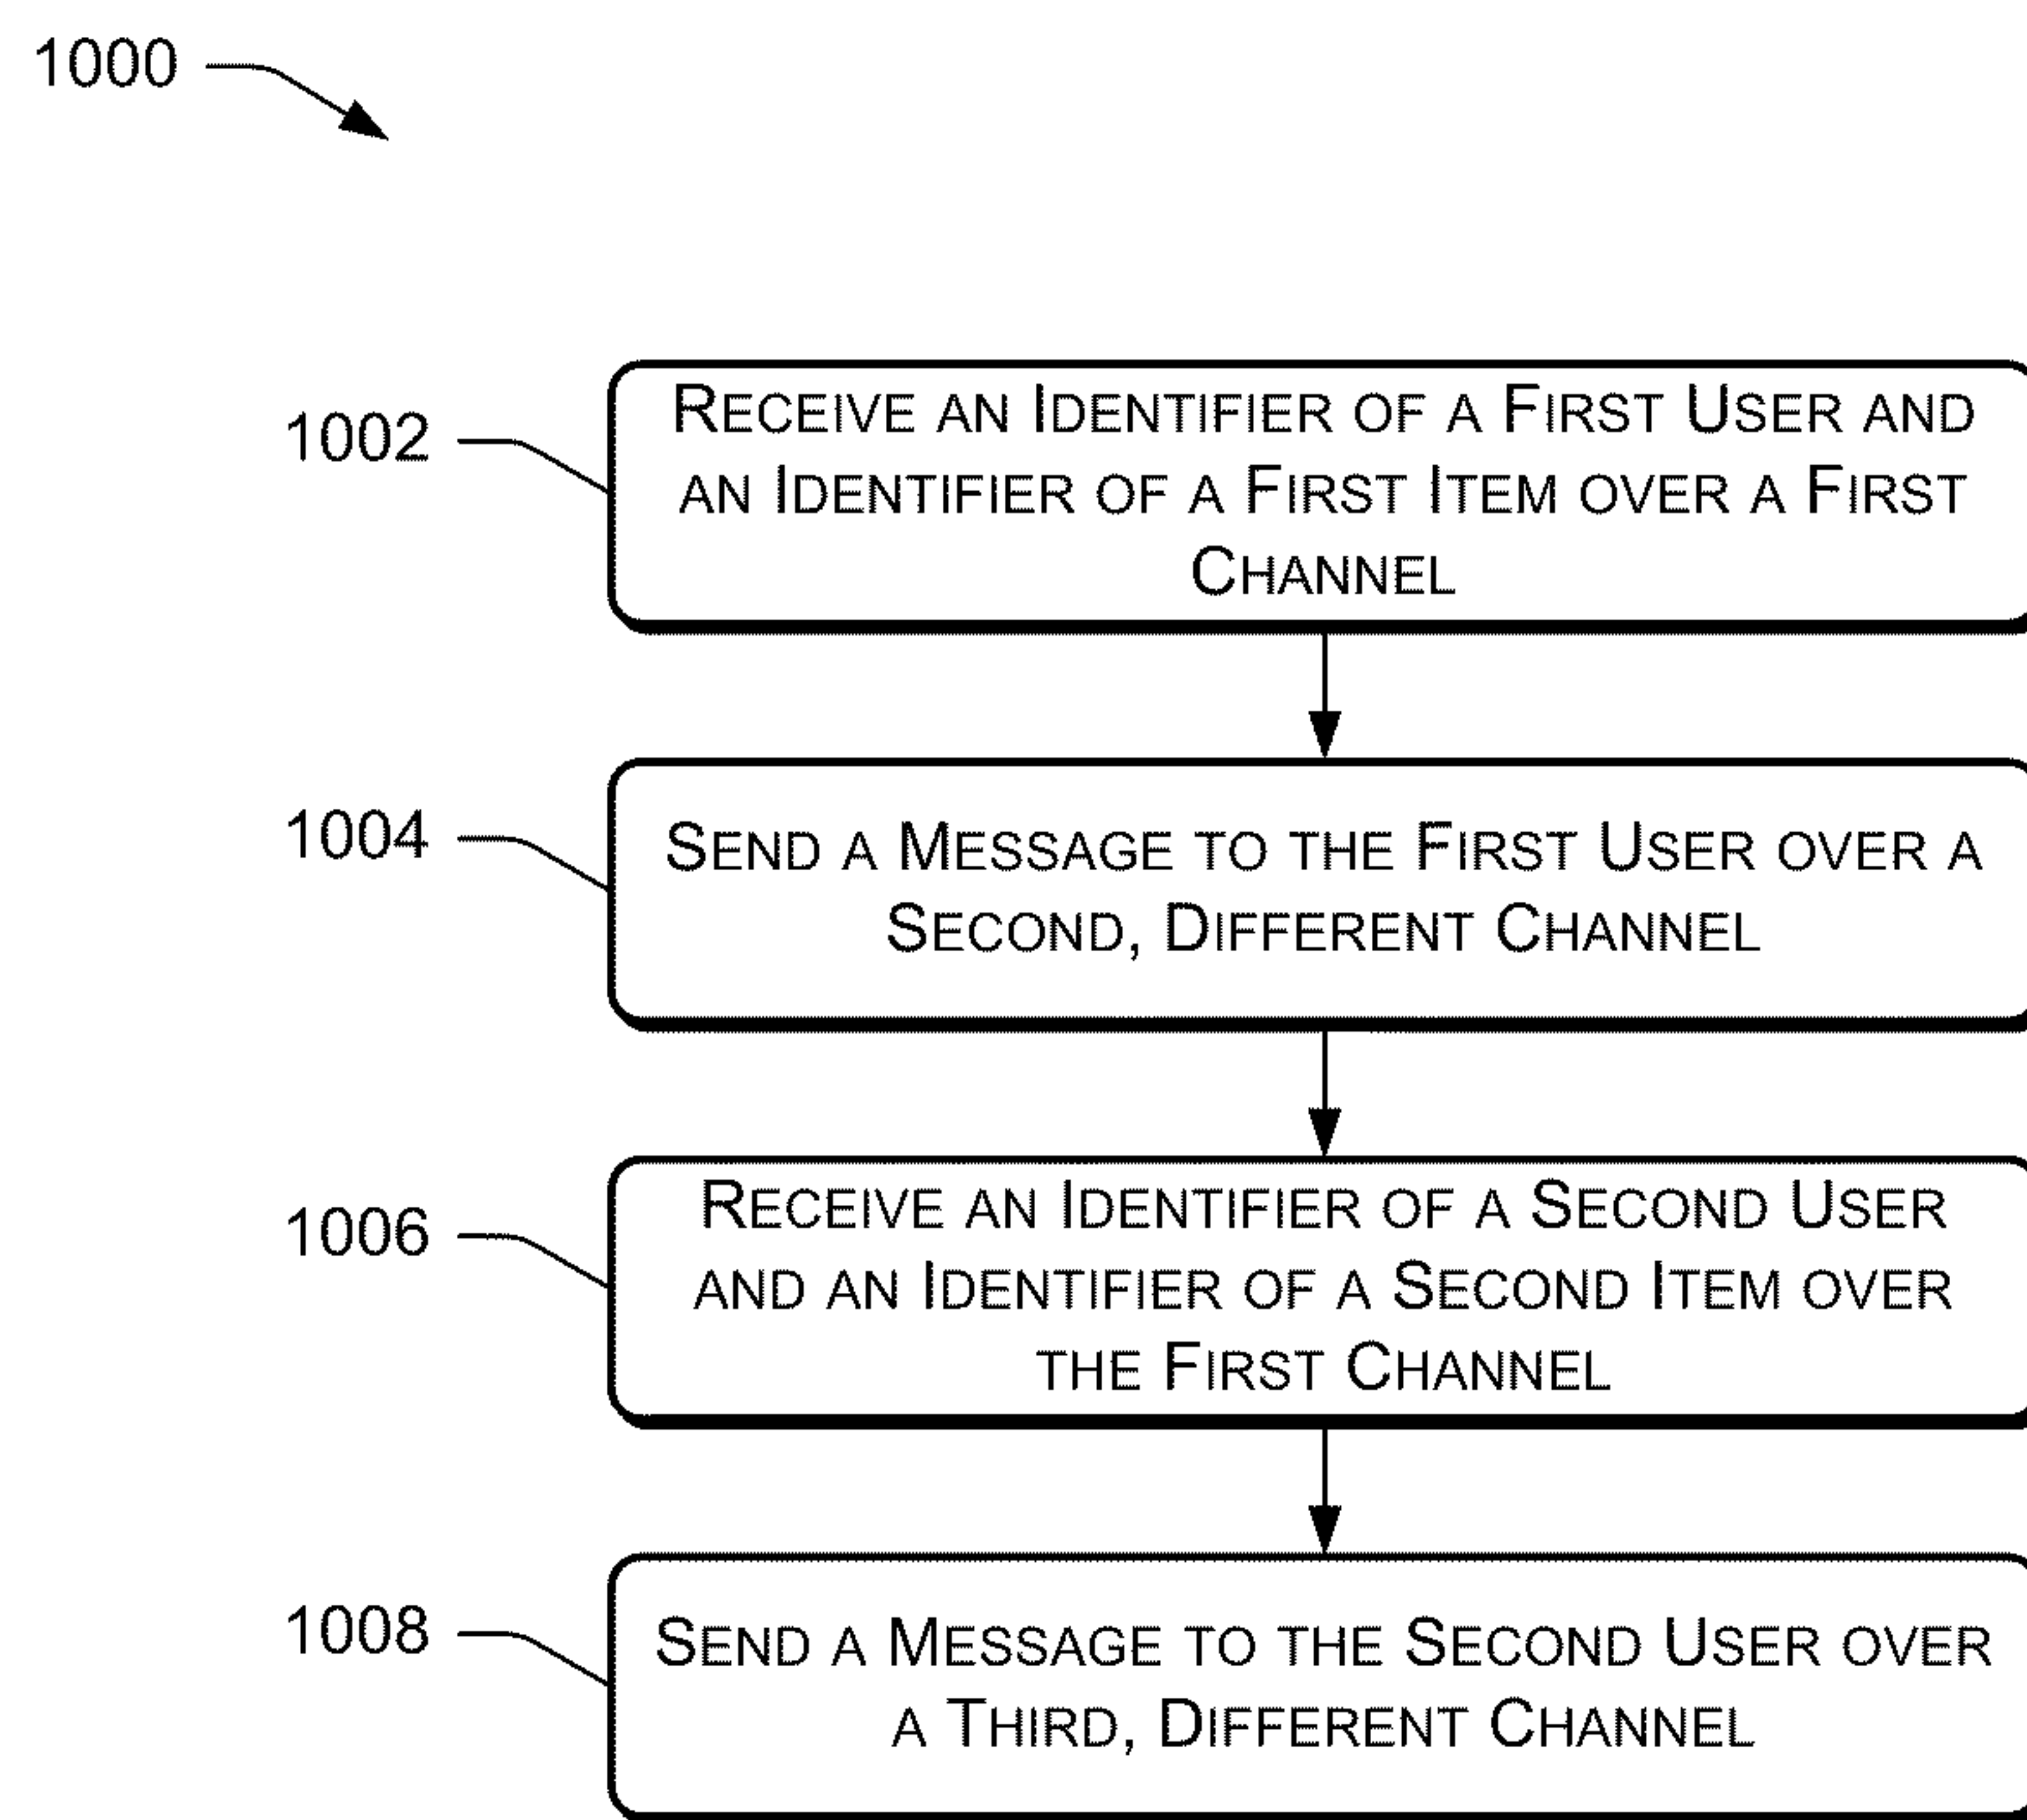 1000
1002
RECEIVE AN IDENTIFIER OF A FIRST USER AND
AN IDENTIFIER OF A FIRST ITEM OVER A FIRST
CHANNEL
1004
SEND A MESSAGE TO THE FIRST USER OVER A
SECOND, DIFFERENT CHANNEL
1006
RECEIVE AN IDENTIFIER OF A SECOND USER
AND AN IDENTIFIER OF A SECOND ITEM OVER
THE FIRST CHANNEL
1008
SEND A MESSAGE TO THE SECOND USER OVER
A THIRD, DIFFERENT CHANNEL